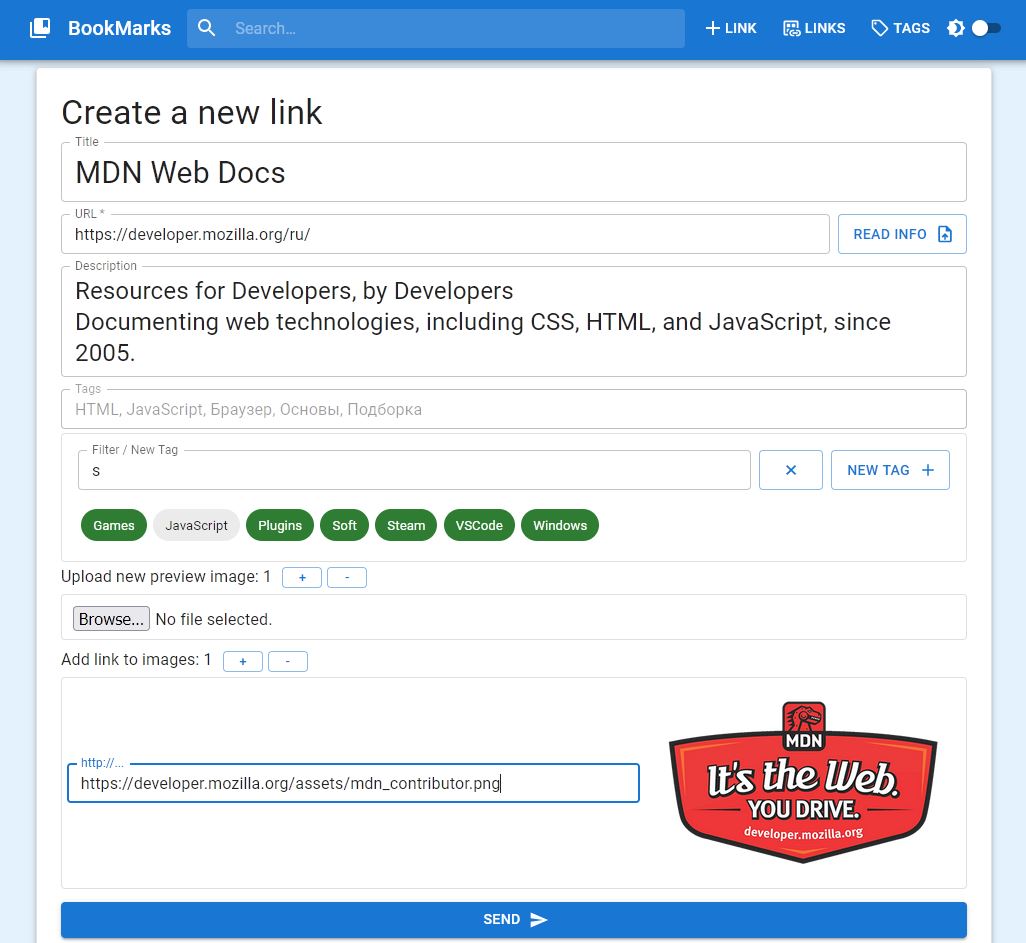 BookMarks
Search...
LINK
LINKS
TAGS
Create a new link
Title
MDN Web Docs
URL *
https://developer.mozilla.org/ru/
READ INFO
Description
Resources for Developers, by Developers
Documenting web technologies, including CSS, HTML, and JavaScript, since
2005.
Tags
HTML, JavaScript, Браузер, Основы, Подборка
Filter / New Tag
s
×
NEW TAG +
Games JavaScript Plugins Soft Steam VSCode Windows
Upload new preview image: 1 + -
Browse... No file selected.
Add link to images: 1 + -
http://...
https://developer.mozilla.org/assets/mdn_contributor.png
MDN
It's the Web.
YOU DRIVE.
developer.mozilla.org
SEND